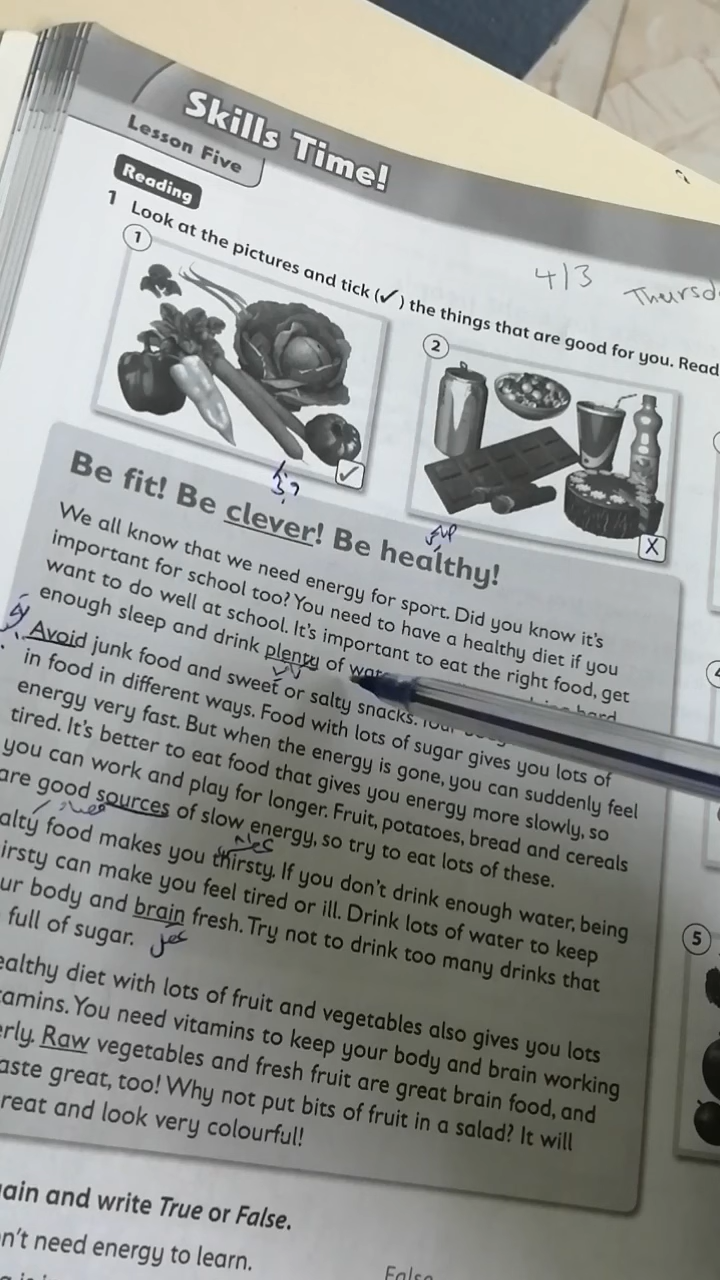 Skills Time!
Lesson Five
Reading
1 Look at the pictures and tick (✓) the things that are good for you. Read
4/3 Thursd
1
2
✓
X
Be fit! Be clever! Be healthy!
We all know that we need energy for sport. Did you know it's
important for school too? You need to have a healthy diet if you
want to do well at school. It's important to eat the right food, get
enough sleep and drink plenty of hard
Avoid junk food and sweet or salty snacks.
in food in different ways. Food with lots of sugar gives you lots of
energy very fast. But when the energy is gone, you can suddenly feel
tired. It's better to eat food that gives you energy more slowly, so
you can work and play for longer. Fruit, potatoes, bread and cereals
are good sources of slow energy, so try to eat lots of these.
alty food makes you thirsty. If you don't drink enough water, being
irsty can make you feel tired or ill. Drink lots of water to keep
ur body and brain fresh. Try not to drink too many drinks that
full of sugar.
ealthy diet with lots of fruit and vegetables also gives you lots
tamins. You need vitamins to keep your body and brain working
erly. Raw vegetables and fresh fruit are great brain food, and
aste great, too! Why not put bits of fruit in a salad? It will
reat and look very colourful!
5
ain and write True or False.
n't need energy to learn.
False